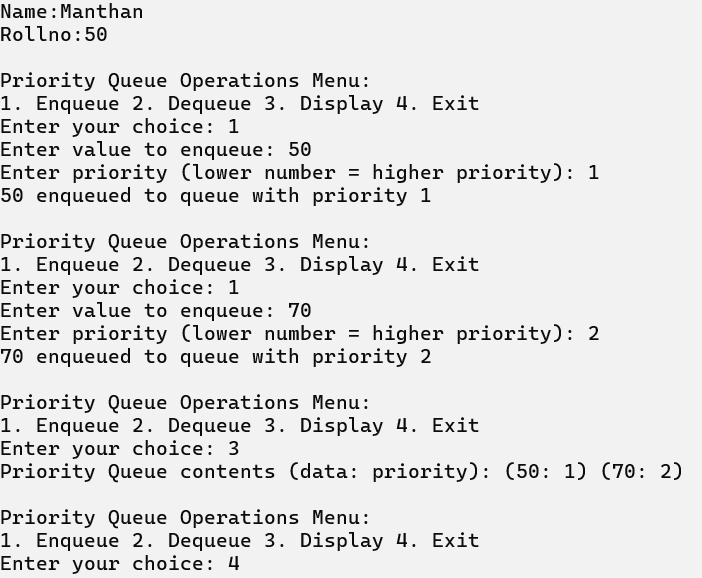 Name:Manthan
Rollno:50
Priority Queue Operations Menu:
1. Enqueue 2. Dequeue 3. Display 4. Exit
Enter your choice: 1
Enter value to enqueue: 50
Enter priority (lower number = higher priority): 1
50 enqueued to queue with priority 1
Priority Queue Operations Menu:
1. Enqueue 2. Dequeue 3. Display 4. Exit
Enter your choice: 1
Enter value to enqueue: 70
Enter priority (lower number = higher priority): 2
70 enqueued to queue with priority 2
Priority Queue Operations Menu:
1. Enqueue 2. Dequeue 3. Display 4. Exit
Enter your choice: 3
Priority Queue contents (data: priority): (50: 1) (70: 2)
Priority Queue Operations Menu:
1. Enqueue 2. Dequeue 3. Display 4. Exit
Enter your choice: 4